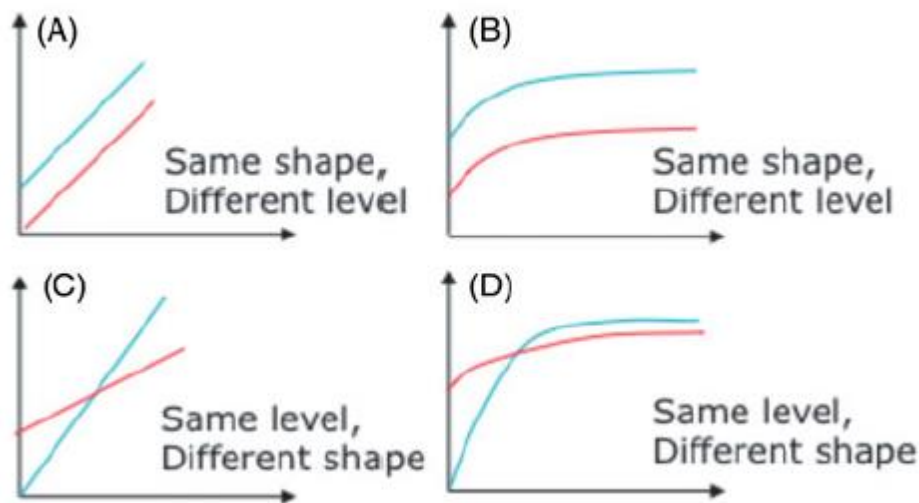 (A)
Same shape,
Different level
(B)
Same shape,
Different level
(C)
Same level,
Different shape
(D)
Same level,
Different shape